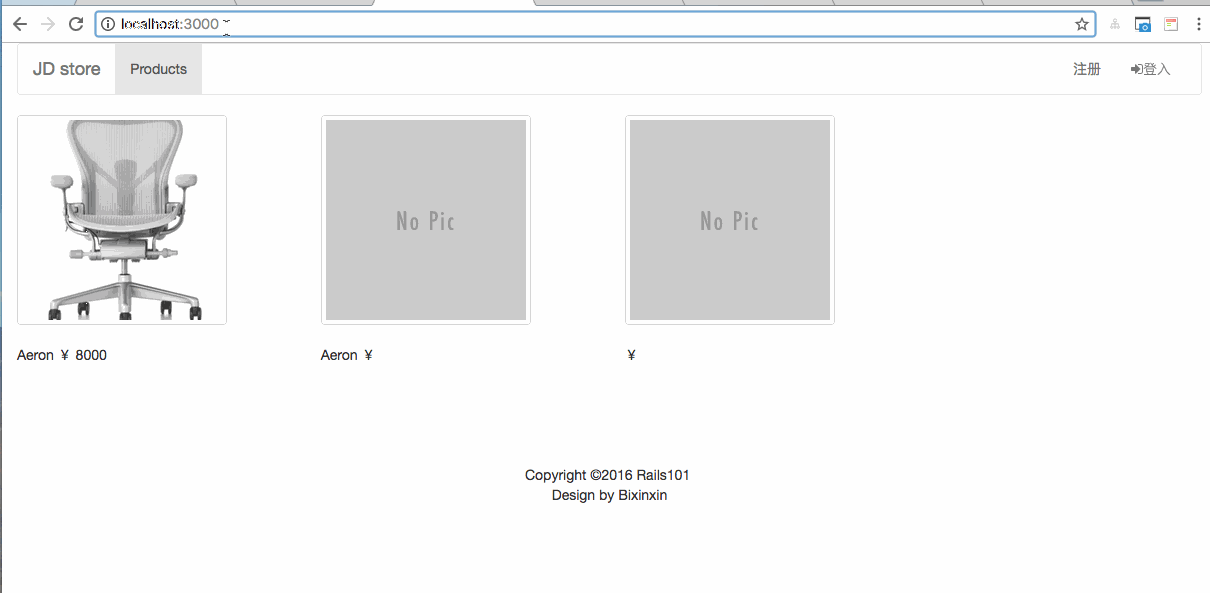 localhost:3000
JD store Products 注册 登入
No Pic No Pic
Aeron ￥ 8000 Aeron ￥ ￥
Copyright ©2016 Rails101
Design by Bixinxin